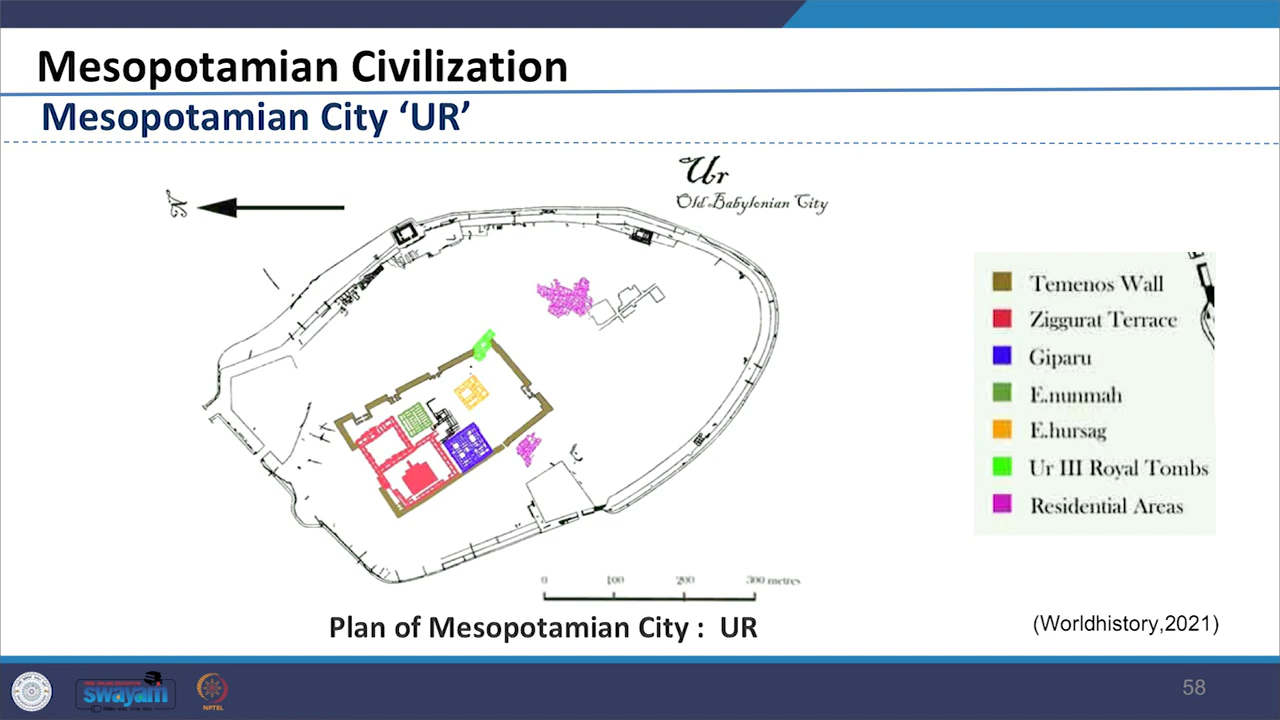 Mesopotamian Civilization
Mesopotamian City ‘UR’
Ur
Old Babylonian City
N
Temenos Wall
Ziggurat Terrace
Giparu
E.nunmah
E.hursag
Ur III Royal Tombs
Residential Areas
0 100 200 300 metres
Plan of Mesopotamian City : UR
(Worldhistory,2021)
swayam
NPTEL
58